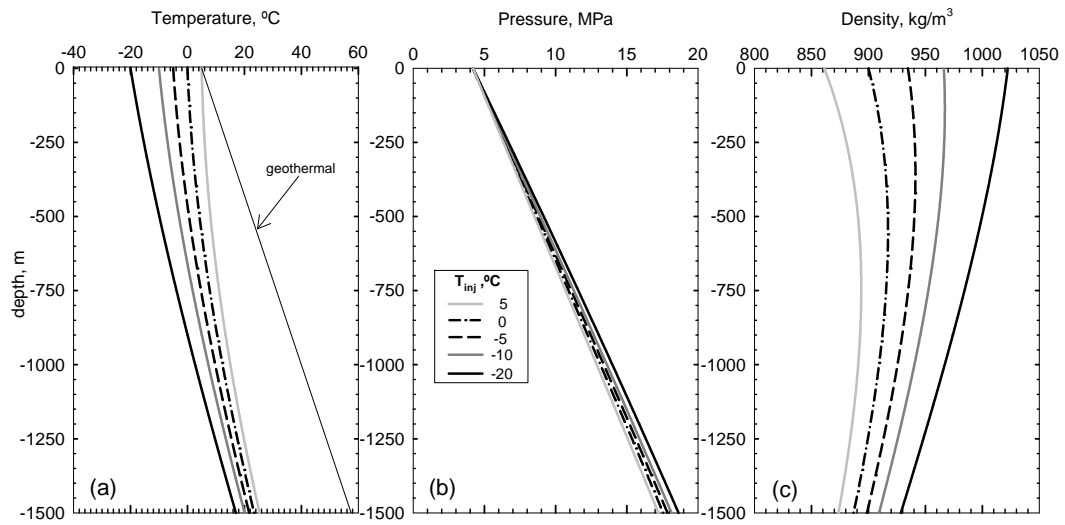 Temperature, ºC
Pressure, MPa
Density, kg/m³
-40 -20 0 20 40 60
0 5 10 15 20
800 850 900 950 1000 1050
0 0 0
-250 -250 -250
geothermal
-500 -500 -500
depth, m
-750 -750 -750
T_inj ,ºC
5
0
-5
-10
-20
-1000 -1000 -1000
-1250 -1250 -1250
(a) (b) (c)
-1500 -1500 -1500